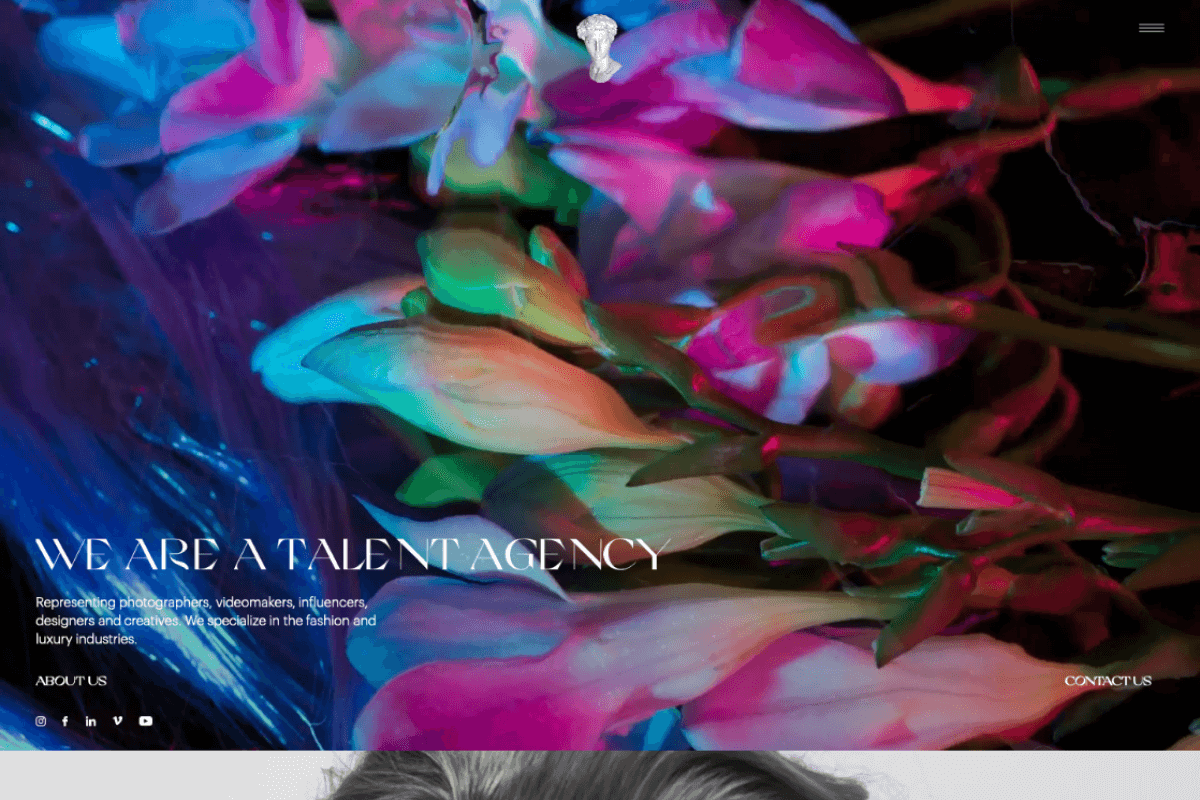 WE ARE A TALENT AGENCY
Representing photographers, videomakers, influencers,
designers and creatives. We specialize in the fashion and
luxury industries.
ABOUT US
CONTACT US